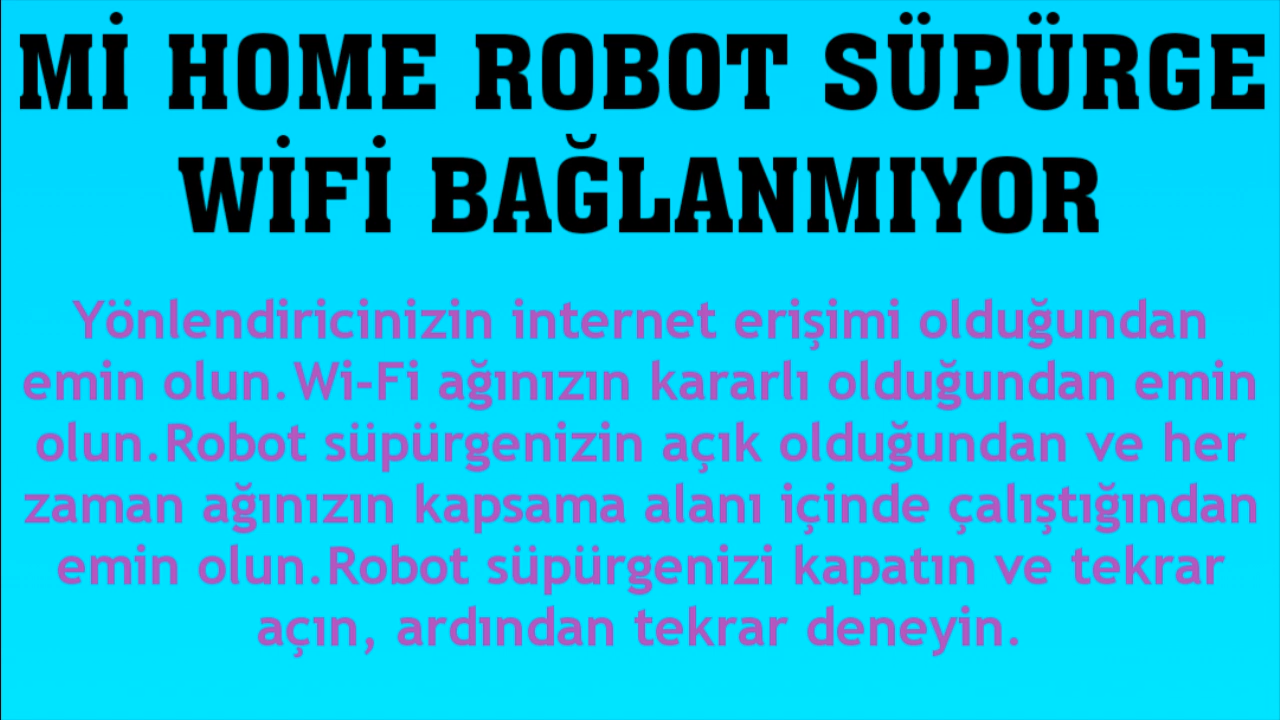 Mİ HOME ROBOT SÜPÜRGE
WİFİ BAĞLANMIYOR
Yönlendiricinizin internet erişimi olduğundan
emin olun.Wi-Fi ağınızın kararlı olduğundan emin
olun.Robot süpürgenizin açık olduğundan ve her
zaman ağınızın kapsama alanı içinde çalıştığından
emin olun.Robot süpürgenizi kapatın ve tekrar
açın, ardından tekrar deneyin.